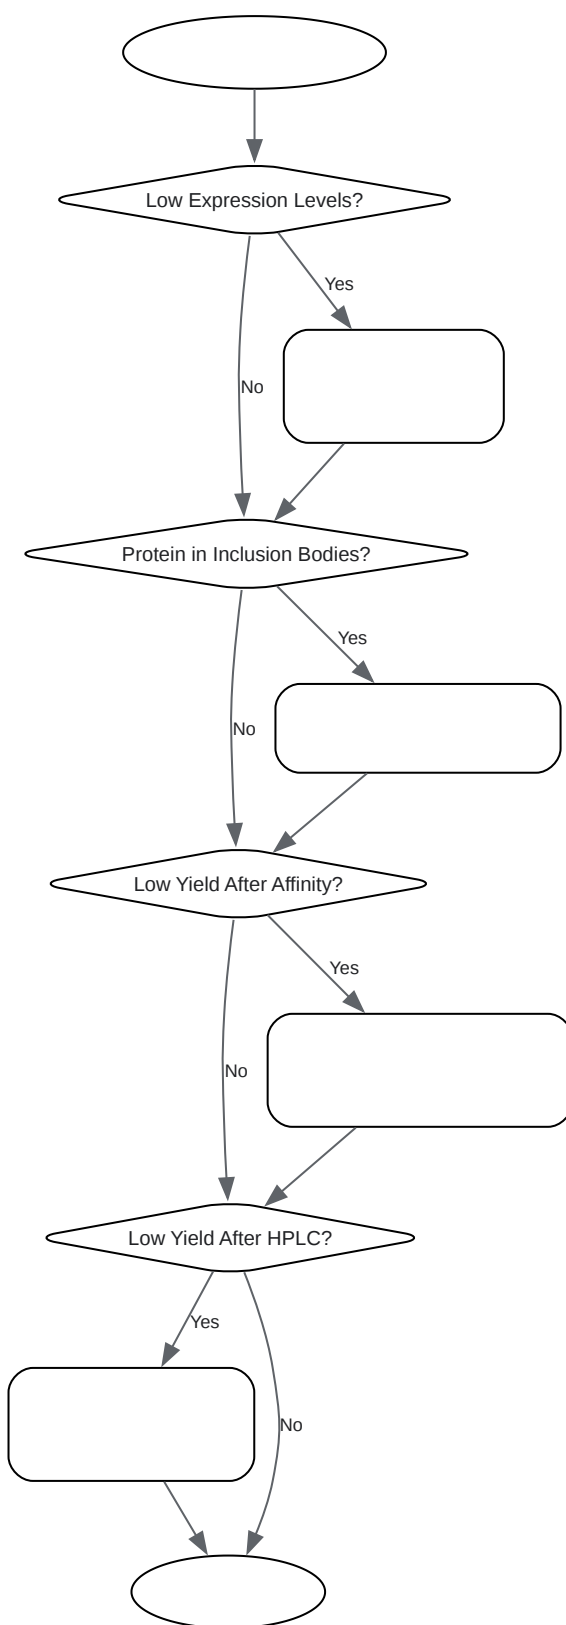 Low Expression Levels?
Yes
No
Protein in Inclusion Bodies?
Yes
No
Low Yield After Affinity?
Yes
No
Low Yield After HPLC?
Yes
No